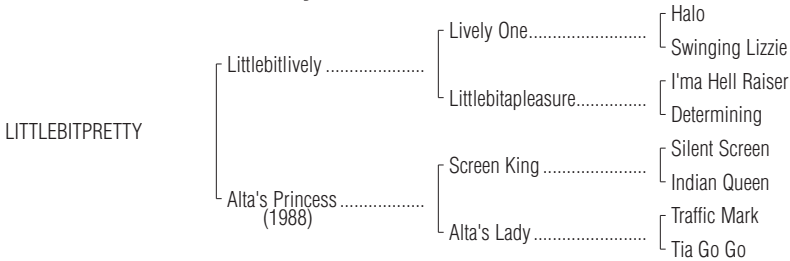 Halo
Lively One
Swinging Lizzie
Littlebitlively
I'ma Hell Raiser
Littlebitapleasure
Determining
LITTLEBITPRETTY
Silent Screen
Screen King
Indian Queen
Alta's Princess
(1988)
Traffic Mark
Alta's Lady
Tia Go Go